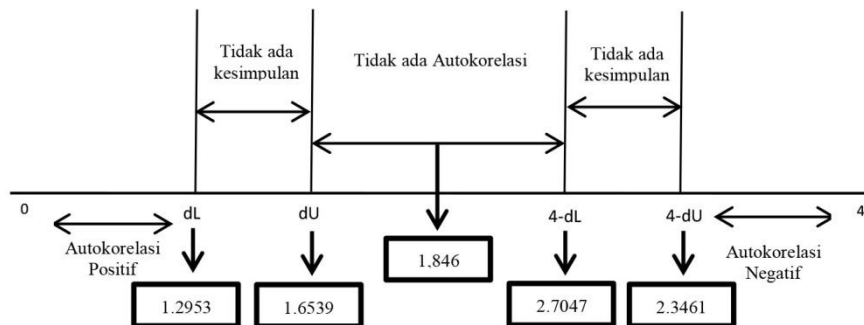 Tidak ada
kesimpulan
Tidak ada Autokorelasi
Tidak ada
kesimpulan
0
dL
dU
4-dL
4-dU
4
Autokorelasi
Positif
1,846
Autokorelasi
Negatif
1.2953
1.6539
2.7047
2.3461